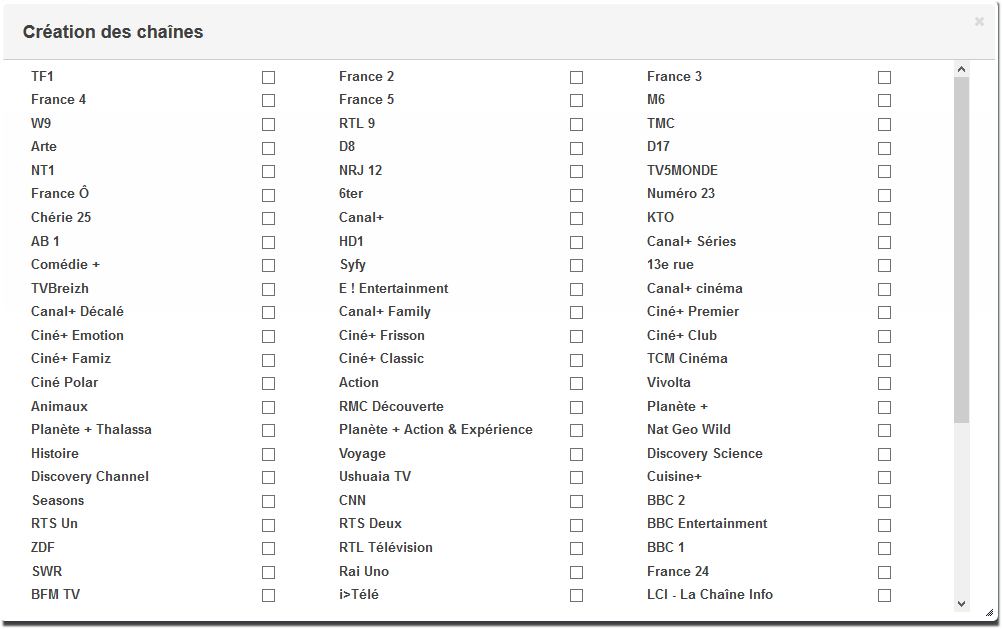 Création des chaînes
TF1 France 2 France 3
France 4 France 5 M6
W9 RTL 9 TMC
Arte D8 D17
NT1 NRJ 12 TV5MONDE
France Ô 6ter Numéro 23
Chérie 25 Canal+ KTO
AB 1 HD1 Canal+ Séries
Comédie + Syfy 13e rue
TVBreizh E ! Entertainment Canal+ cinéma
Canal+ Décalé Canal+ Family Ciné+ Premier
Ciné+ Emotion Ciné+ Frisson Ciné+ Club
Ciné+ Famiz Ciné+ Classic TCM Cinéma
Ciné Polar Action Vivolta
Animaux RMC Découverte Planète +
Planète + Thalassa Planète + Action & Expérience Nat Geo Wild
Histoire Voyage Discovery Science
Discovery Channel Ushuaia TV Cuisine+
Seasons CNN BBC 2
RTS Un RTS Deux BBC Entertainment
ZDF RTL Télévision BBC 1
SWR Rai Uno France 24
BFM TV i>Télé LCI - La Chaîne Info